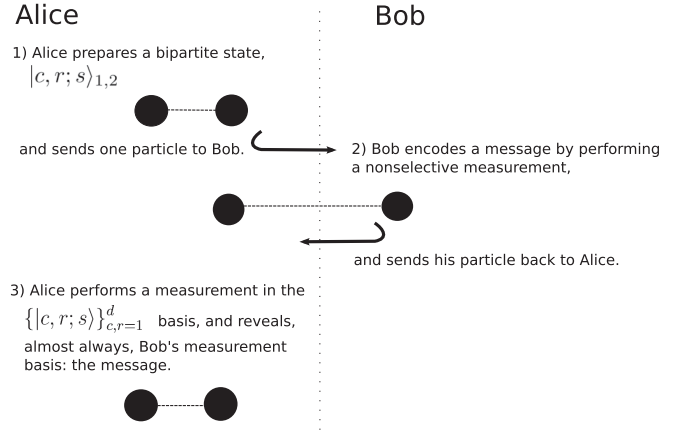 Alice
Bob
1) Alice prepares a bipartite state,
|c, r; s⟩₁,₂
and sends one particle to Bob.
2) Bob encodes a message by performing
a nonselective measurement,
and sends his particle back to Alice.
3) Alice performs a measurement in the
{|c, r; s⟩}ᵈ_c,r=1 basis, and reveals,
almost always, Bob's measurement
basis: the message.